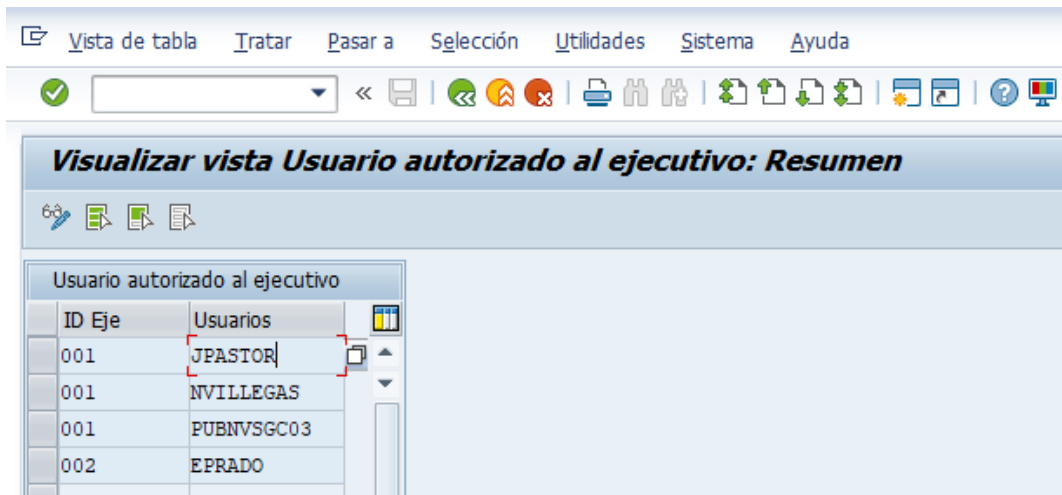 Vista de tabla Tratar Pasar a Selección Utilidades Sistema Ayuda
Visualizar vista Usuario autorizado al ejecutivo: Resumen
Usuario autorizado al ejecutivo
ID Eje Usuarios
001 JPASTOR
001 NVILLEGAS
001 PUBNVSGC03
002 EPRADO